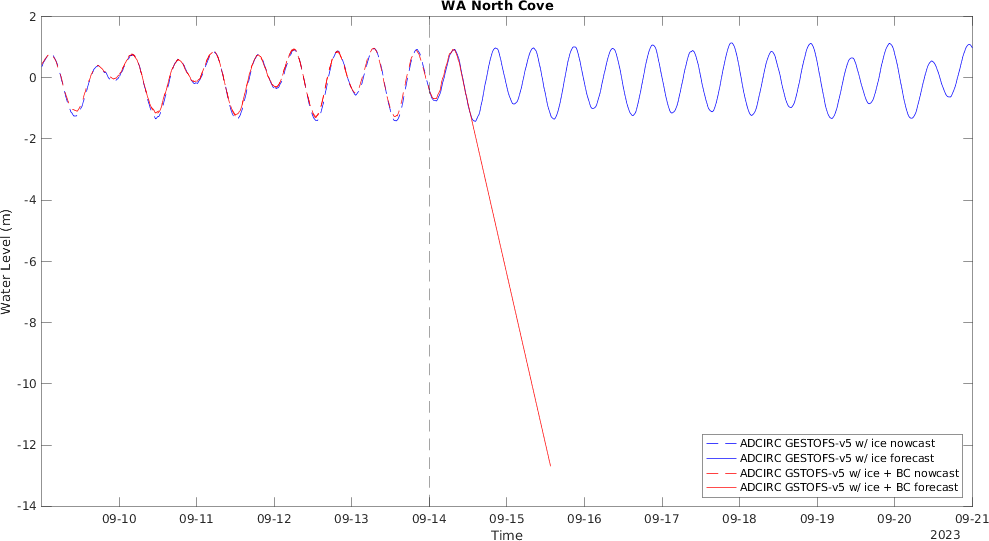 WA North Cove
2
0
-2
-4
-6
-8
-10
-12
-14
Water Level (m)
09-10 09-11 09-12 09-13 09-14 09-15 09-16 09-17 09-18 09-19 09-20 09-21
Time
2023
ADCIRC GESTOFS-v5 w/ ice nowcast
ADCIRC GESTOFS-v5 w/ ice forecast
ADCIRC GSTOFS-v5 w/ ice + BC nowcast
ADCIRC GSTOFS-v5 w/ ice + BC forecast